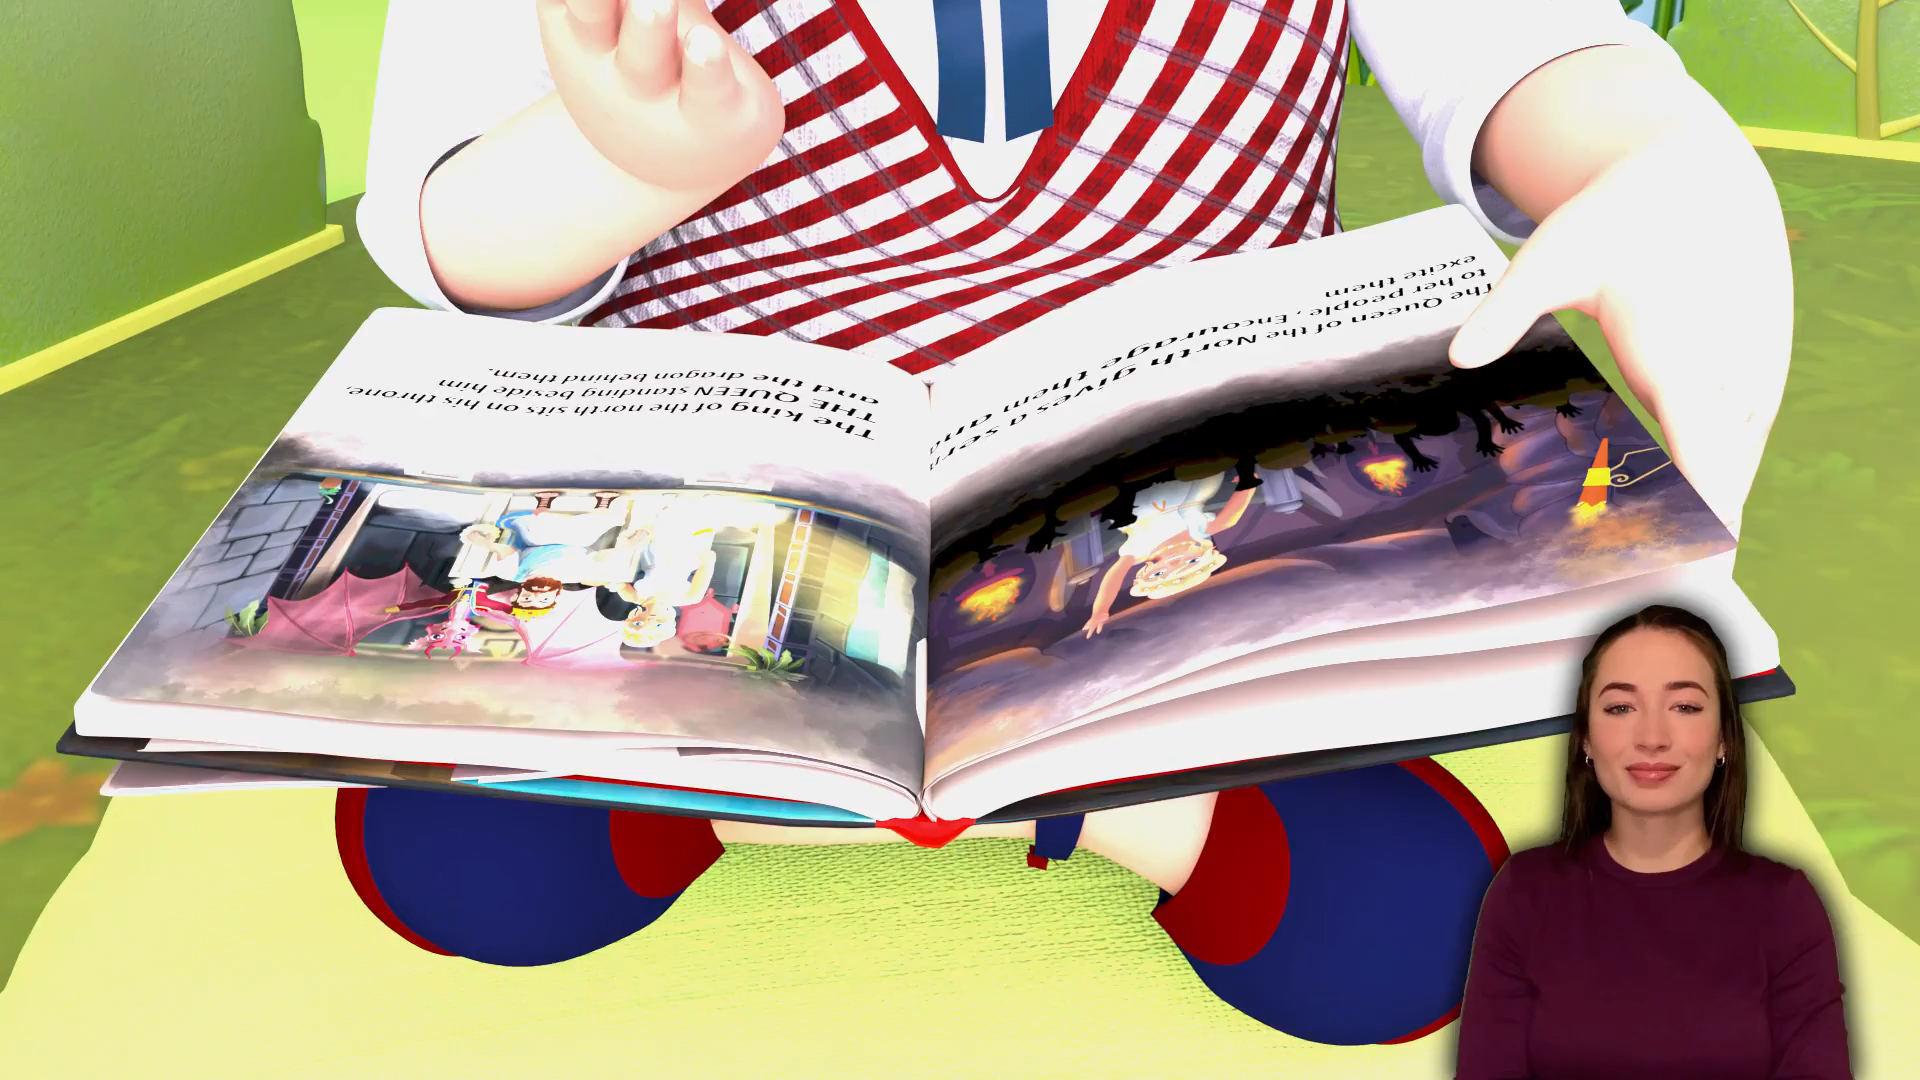 The king of the north sits on his throne,
THE QUEEN standing beside him
and the dragon behind them.
The Queen of the North gives a
to her people, Encourage them and
excite them